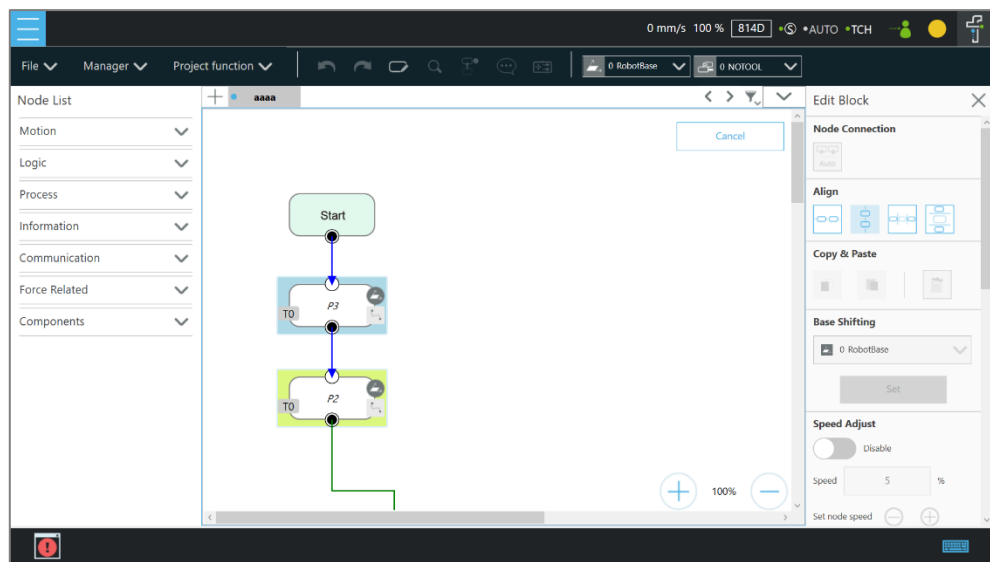 0 mm/s 100 % 814D •Ⓢ •AUTO •TCH
File Manager Project function 0 RobotBase 0 NOTOOL
Node List
Motion
Logic
Process
Information
Communication
Force Related
Components
aaaa
Cancel
Start
P3
T0
P2
T0
100%
Edit Block
Node Connection
Auto
Align
Copy & Paste
Base Shifting
0 RobotBase
Set
Speed Adjust
Disable
Speed 5 %
Set node speed